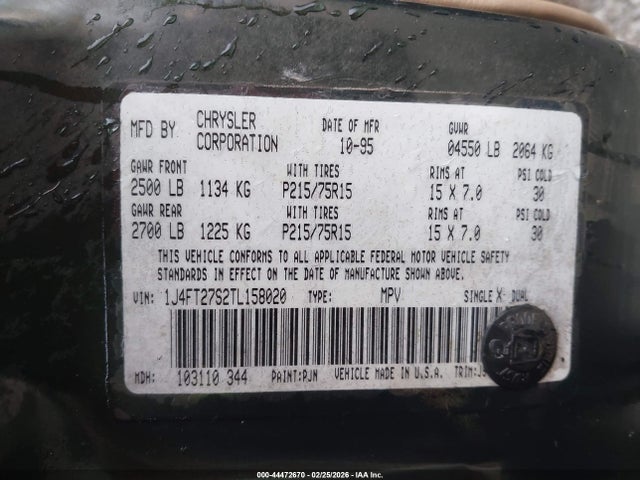 MFD BY CHRYSLER CORPORATION DATE OF MFR 10-95 GVWR 04550 LB 2064 KG
GAWR FRONT WITH TIRES RIMS AT PSI COLD
2500 LB 1134 KG P215/75R15 15 X 7.0 30
GAWR REAR WITH TIRES RIMS AT PSI COLD
2700 LB 1225 KG P215/75R15 15 X 7.0 30
THIS VEHICLE CONFORMS TO ALL APPLICABLE FEDERAL MOTOR VEHICLE SAFETY
STANDARDS IN EFFECT ON THE DATE OF MANUFACTURE SHOWN ABOVE.
VIN: 1J4FT27S2TL158020 TYPE: MPV SINGLE X DUAL
MDH: 103110 344 PAINT:PJN VEHICLE MADE IN U.S.A. TRIM:
000-44472670 - 02/25/2026 - IAA Inc.